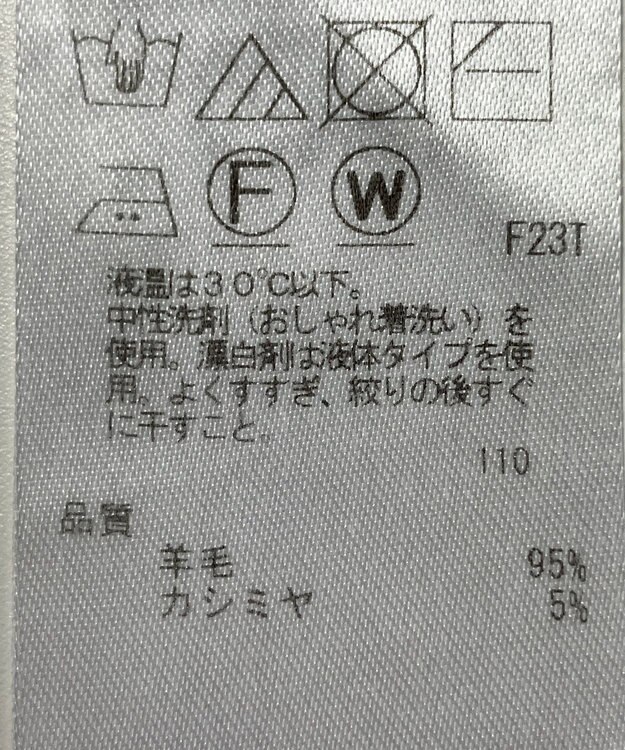 F
W
F23T
液温は30℃以下。
中性洗剤（おしゃれ着洗い）を
使用。漂白剤は液体タイプを使
用。よくすすぎ、絞りの後すぐ
に干すこと。
110
品質
羊毛 95%
カシミヤ 5%